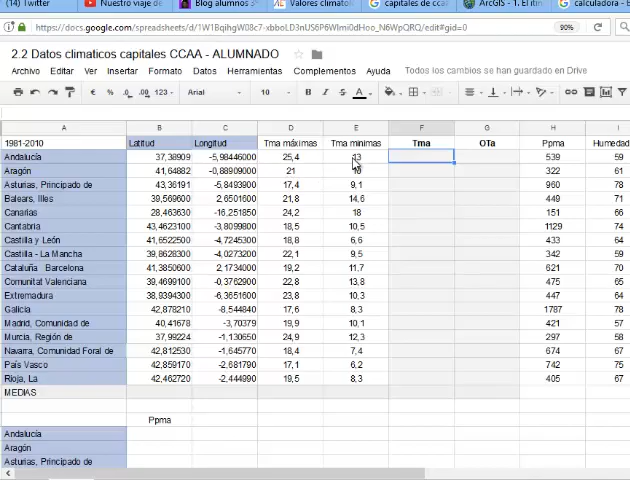 (14) Twitter Nuestro viaje de Blog alumnos Valores climatol capitales de cc ArcGIS - 1. El itm calculadora - B
https://docs.google.com/spreadsheets/d/ edit#gid=0 90%
2.2 Datos climaticos capitales CCAA - ALUMNADO
Archivo Editar Ver Insertar Formato Datos Herramientas Complementos Ayuda Todos los cambios se han guardado en Drive
€ % .0 .00 123 Arial 10 B I S A
A B C D E F G H I
1981-2010 Latitud Longitud Tma máximas Tma minimas Tma OTa Ppma Humedad
Andalucía 37,38909 -5,98446000 25,4 13 539 59
Aragón 41,64882 -0,88909000 21 10 322 61
Asturias, Principado de 43,36191 -5,8493900 17,4 9,1 960 78
Balears, Illes 39,569600 2,6501600 21,8 14,6 449 71
Canarias 28,463630 -16,251800 24,2 18 151 66
Cantabria 43,4623100 -3,8099800 18,5 10,5 1129 74
Castilla y León 41,6522500 -4,7245300 18,8 6,6 433 64
Castilla - La Mancha 39,8628300 -4,0273200 22,1 9,5 342 59
Cataluña Barcelona 41,3850600 2,1734000 19,2 11,7 621 70
Comunitat Valenciana 39,4699100 -0,3762900 22,8 13,8 475 65
Extremadura 38,9394300 -6,3651600 23,8 10,3 447 64
Galicia 42,878210 -8,544840 17,6 8,3 1787 78
Madrid, Comunidad de 40,41678 -3,70379 19,9 10,1 421 57
Murcia, Región de 37,99224 -1,130650 24,9 12,3 297 58
Navarra, Comunidad Foral de 42,812530 -1,645770 18,4 7,4 674 67
País Vasco 42,859170 -2,681790 17,1 6,2 742 75
Rioja, La 42,462720 -2,444990 19,5 8,3 405 67
MEDIAS
Ppma
Andalucía
Aragón
Asturias, Principado de